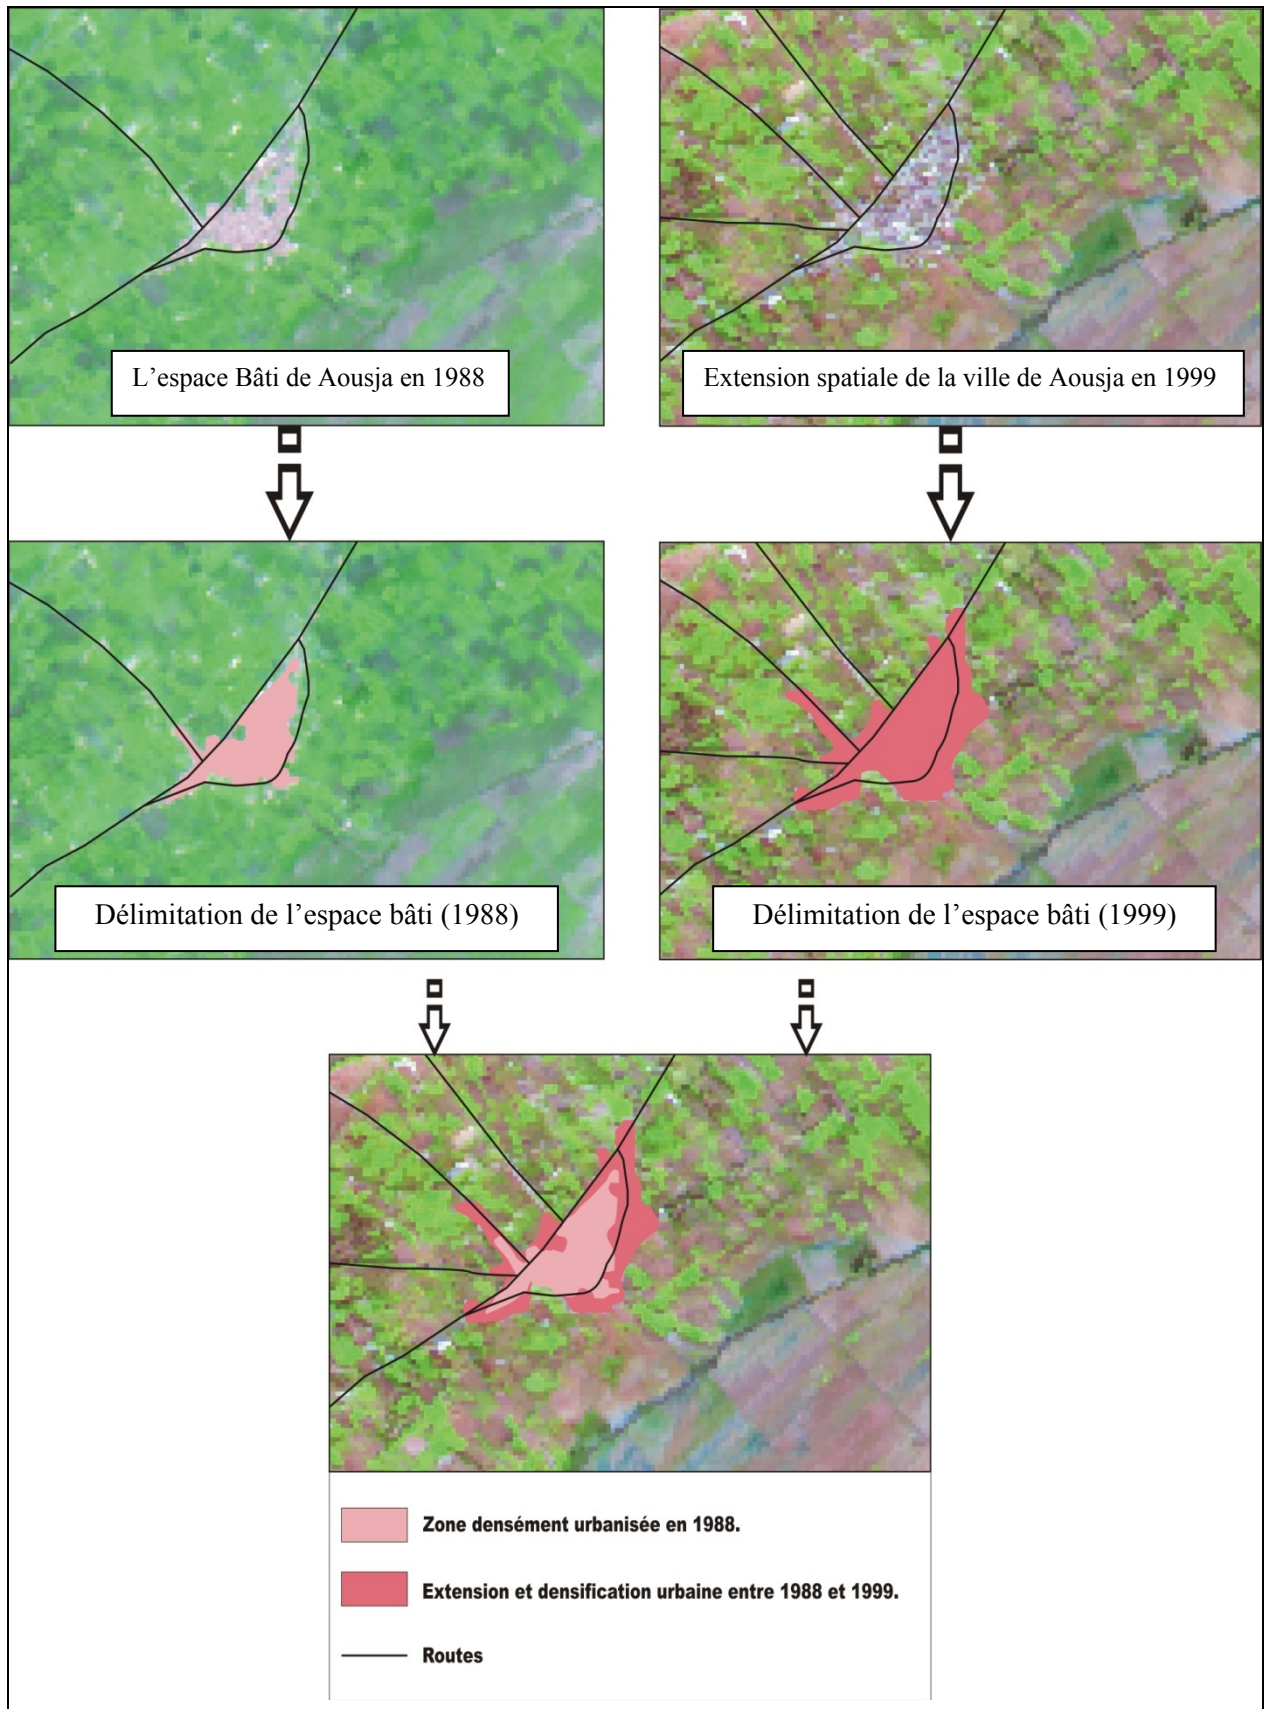 L’espace Bâti de Aousja en 1988
Extension spatiale de la ville de Aousja en 1999
Délimitation de l’espace bâti (1988)
Délimitation de l’espace bâti (1999)
Zone densément urbanisée en 1988.
Extension et densification urbaine entre 1988 et 1999.
Routes